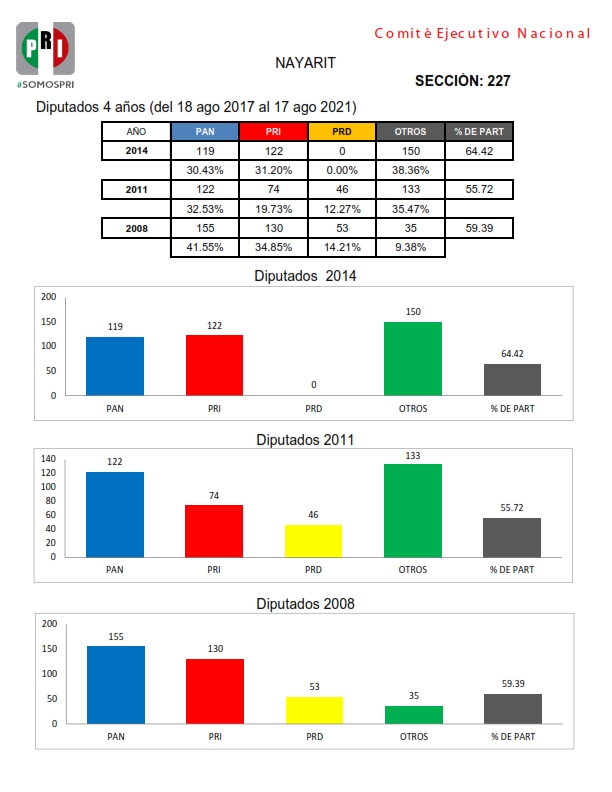 Comité Ejecutivo Nacional
PRI
#SOMOSPRI
NAYARIT
SECCIÓN: 227
Diputados 4 años (del 18 ago 2017 al 17 ago 2021)
AÑO PAN PRI PRD OTROS % DE PART
2014 119 122 0 150 64.42
30.43% 31.20% 0.00% 38.36%
2011 122 74 46 133 55.72
32.53% 19.73% 12.27% 35.47%
2008 155 130 53 35 59.39
41.55% 34.85% 14.21% 9.38%
Diputados 2014
200
150
100
50
0
119 122 0 150 64.42
PAN PRI PRD OTROS % DE PART
Diputados 2011
140
120
100
80
60
40
20
0
122 74 46 133 55.72
PAN PRI PRD OTROS % DE PART
Diputados 2008
200
150
100
50
0
155 130 53 35 59.39
PAN PRI PRD OTROS % DE PART